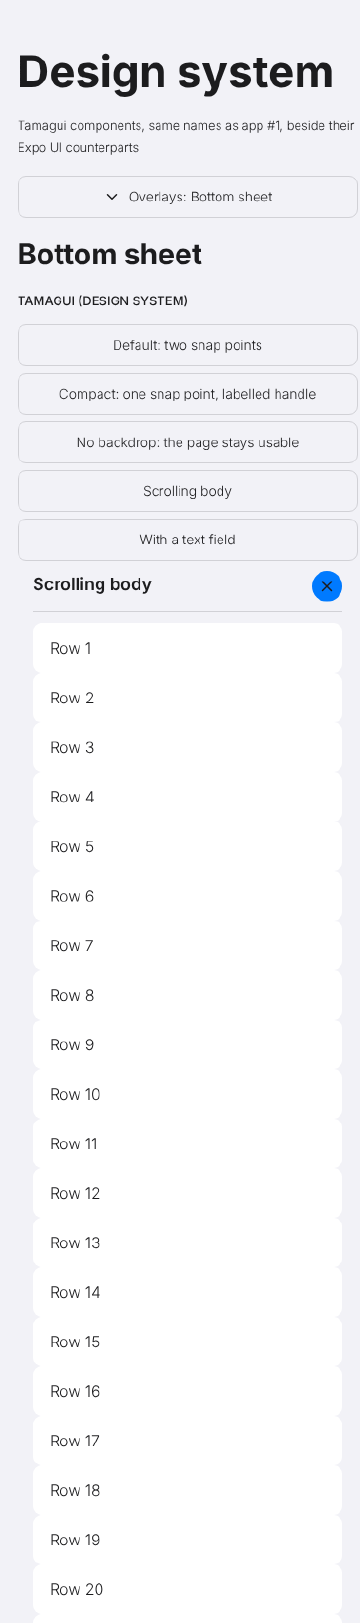 Design system
Tamagui components, same names as app #1, beside their
Expo UI counterparts
Overlays: Bottom sheet
Bottom sheet
TAMAGUI (DESIGN SYSTEM)
Default: two snap points
Compact: one snap point, labelled handle
No backdrop: the page stays usable
Scrolling body
With a text field
Scrolling body
Row 1
Row 2
Row 3
Row 4
Row 5
Row 6
Row 7
Row 8
Row 9
Row 10
Row 11
Row 12
Row 13
Row 14
Row 15
Row 16
Row 17
Row 18
Row 19
Row 20